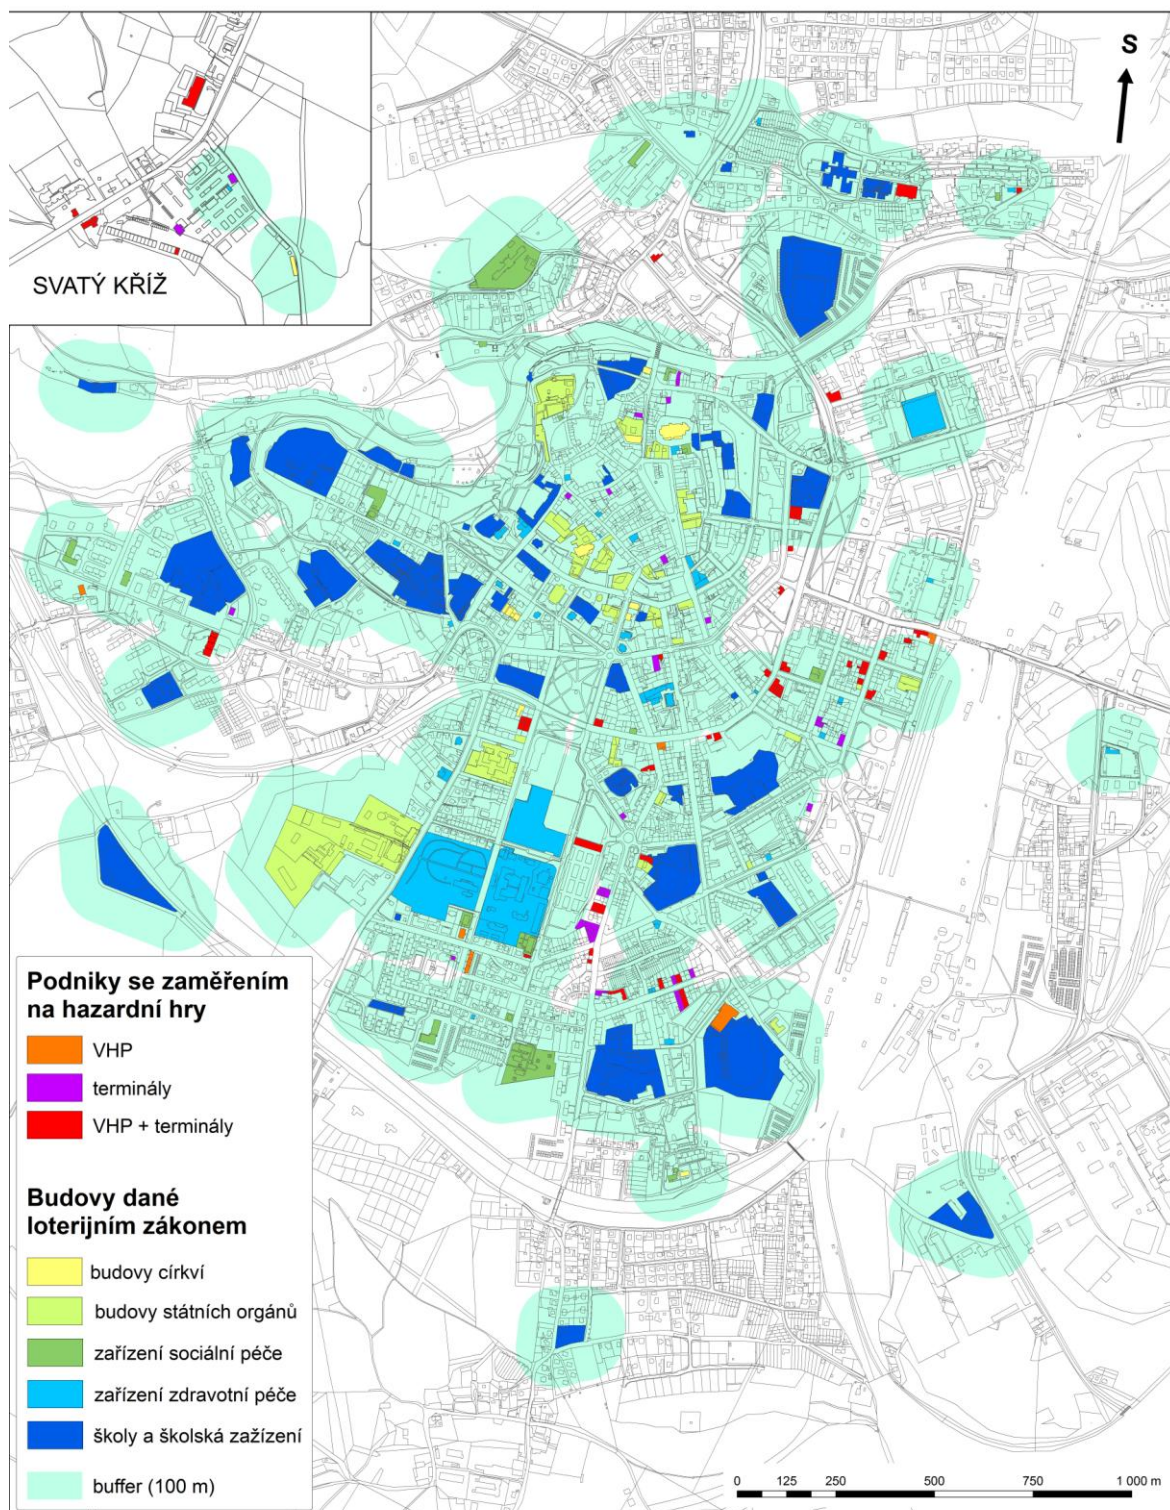 S
SVATÝ KŘÍŽ
Podniky se zaměřením
na hazardní hry
VHP
terminály
VHP + terminály
Budovy dané
loterijním zákonem
budovy církví
budovy státních orgánů
zařízení sociální péče
zařízení zdravotní péče
školy a školská zažízení
buffer (100 m)
0 125 250 500 750 1 000 m